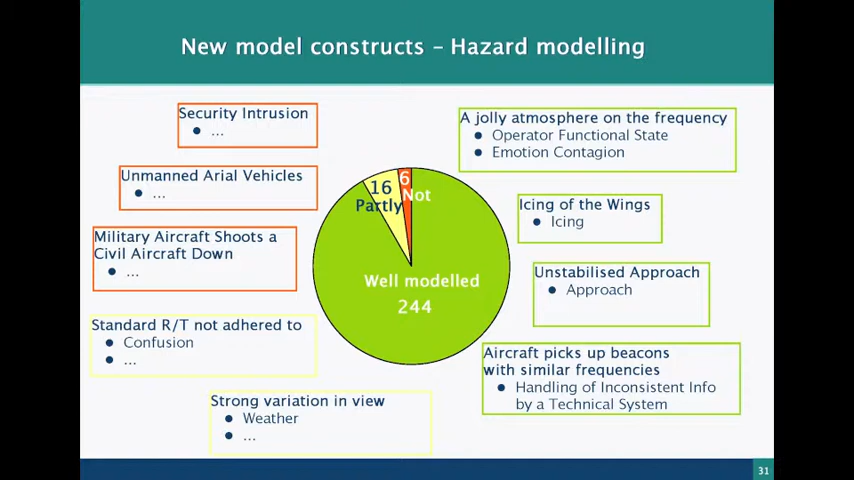 New model constructs – Hazard modelling
Security Intrusion
● ...
Unmanned Arial Vehicles
● ...
Military Aircraft Shoots a
Civil Aircraft Down
● ...
Standard R/T not adhered to
● Confusion
● ...
Strong variation in view
● Weather
● ...
16
Partly
6
Not
Well modelled
244
A jolly atmosphere on the frequency
● Operator Functional State
● Emotion Contagion
Icing of the Wings
● Icing
Unstabilised Approach
● Approach
Aircraft picks up beacons
with similar frequencies
● Handling of Inconsistent Info
by a Technical System
31